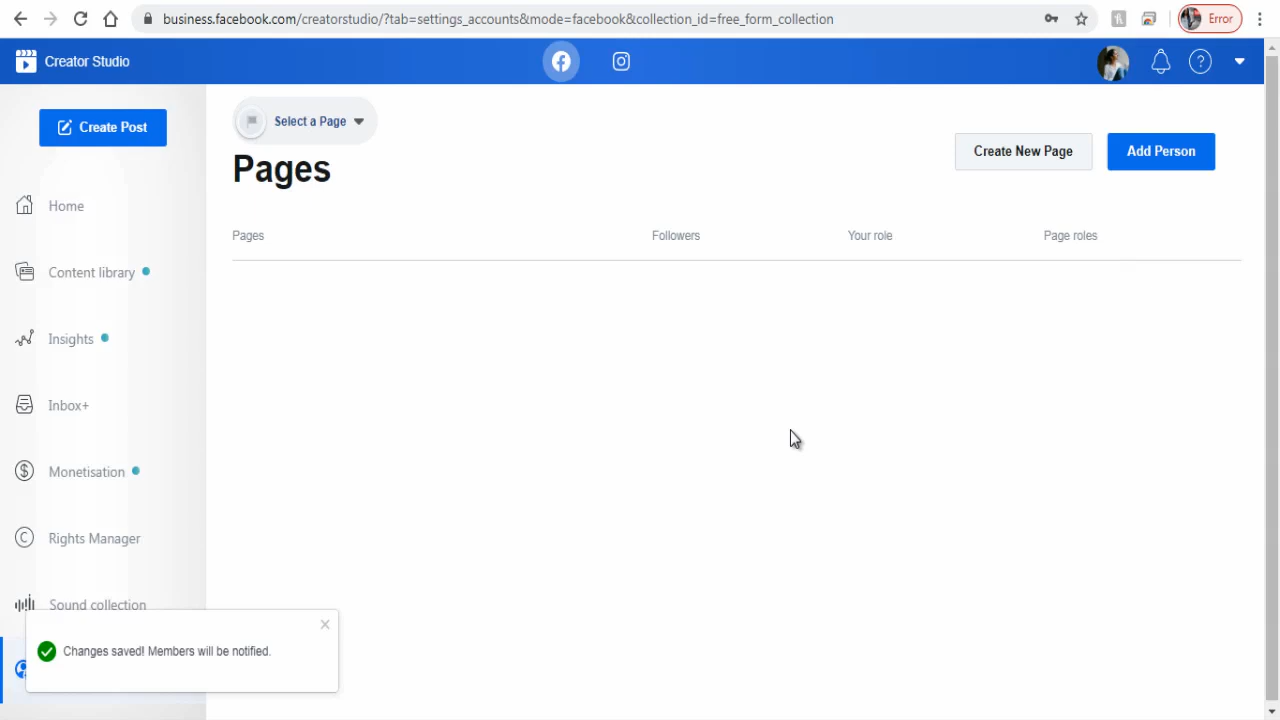 business.facebook.com/creatorstudio/?tab=settings_accounts&mode=facebook&collection_id=free_form_collection
Error
Creator Studio
Create Post
Select a Page
Pages
Create New Page
Add Person
Pages Followers Your role Page roles
Home
Content library
Insights
Inbox+
Monetisation
Rights Manager
Sound collection
Changes saved! Members will be notified.